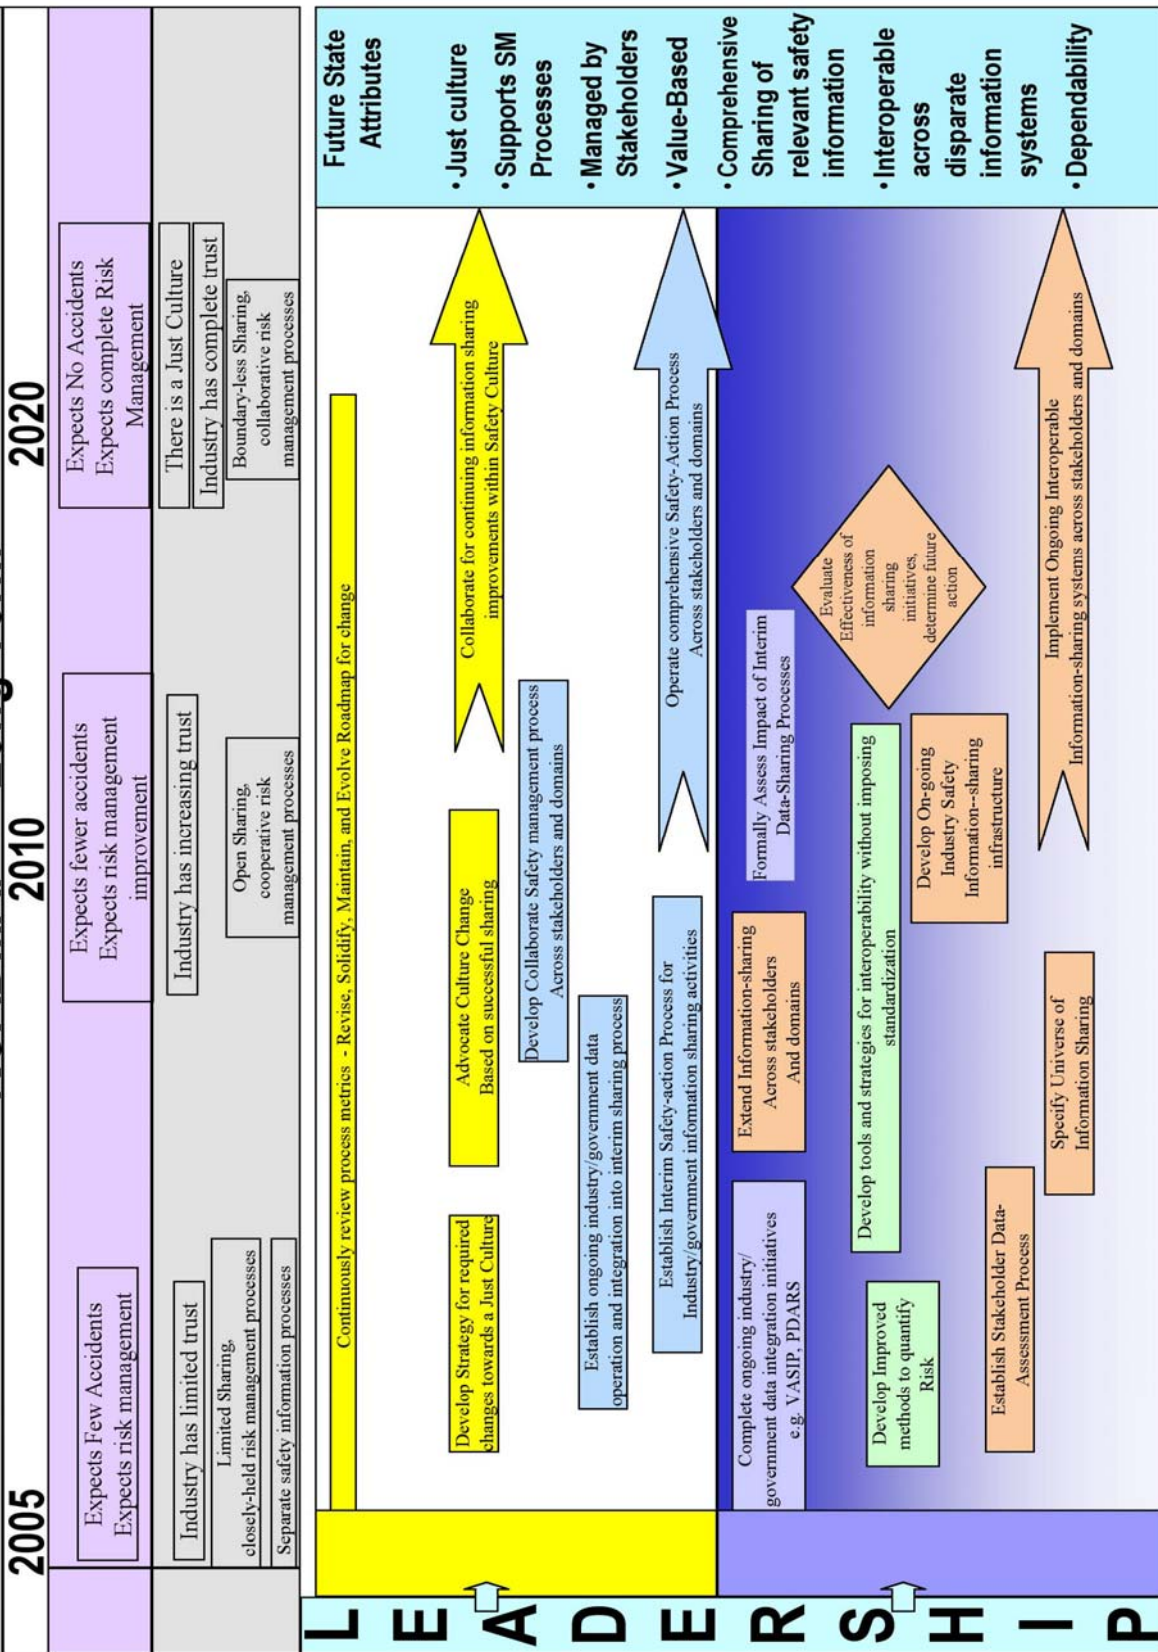 2005
2010
2020
Expects Few Accidents
Expects risk management
Expects fewer accidents
Expects risk management
improvement
Expects No Accidents
Expects complete Risk
Management
Industry has limited trust
Industry has increasing trust
There is a Just Culture
Industry has complete trust
Limited Sharing,
closely-held risk management processes
Separate safety information processes
Open Sharing,
cooperative risk
management processes
Boundary-less Sharing,
collaborative risk
management processes
LEADERSHIP
Continuously review process metrics - Revise, Solidify, Maintain, and Evolve Roadmap for change
Develop Strategy for required
changes towards a Just Culture
Advocate Culture Change
Based on successful sharing
Collaborate for continuing information sharing
improvements within Safety Culture
Develop Collaborate Safety management process
Across stakeholders and domains
Establish ongoing industry/government data
operation and integration into interim sharing process
Establish Interim Safety-action Process for
Industry/government information sharing activities
Operate comprehensive Safety-Action Process
Across stakeholders and domains
Complete ongoing industry/
government data integration initiatives
e.g. VASIP, PDARS
Extend Information-sharing
Across stakeholders
And domains
Formally Assess Impact of Interim
Data-Sharing Processes
Develop Improved
methods to quantify
Risk
Develop tools and strategies for interoperability without imposing
standardization
Evaluate
Effectiveness of
information
sharing
initiatives,
determine future
action
Develop On-going
Industry Safety
Information--sharing
infrastructure
Establish Stakeholder Data-
Assessment Process
Specify Universe of
Information Sharing
Implement Ongoing Interoperable
Information-sharing systems across stakeholders and domains
Future State
Attributes
• Just culture
• Supports SM
Processes
• Managed by
Stakeholders
• Value-Based
• Comprehensive
Sharing of
relevant safety
information
• Interoperable
across
disparate
information
systems
• Dependability